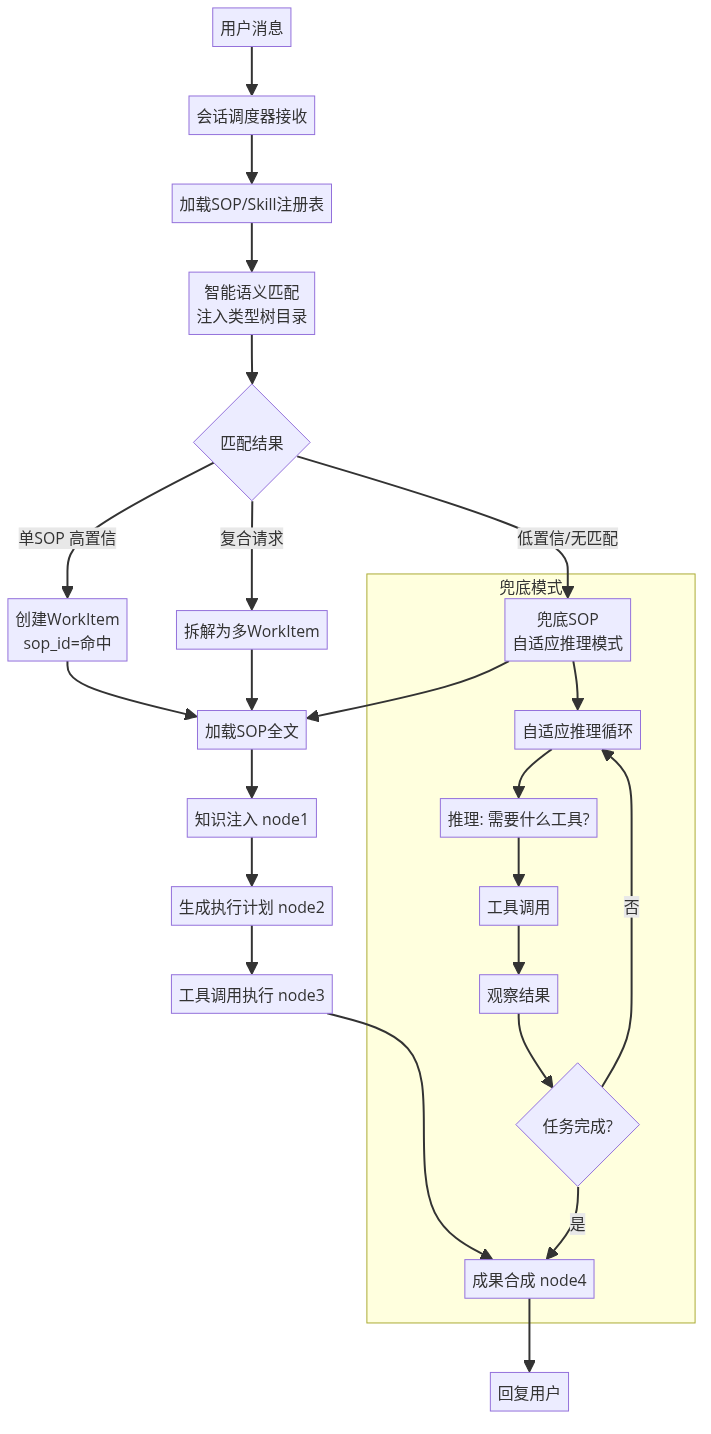 用户消息
会话调度器接收
加载SOP/Skill注册表
智能语义匹配
注入类型树目录
匹配结果
单SOP 高置信
复合请求
低置信/无匹配
兜底模式
创建WorkItem
sop_id=命中
拆解为多WorkItem
兜底SOP
自适应推理模式
加载SOP全文
自适应推理循环
知识注入 node1
推理: 需要什么工具?
生成执行计划 node2
工具调用
否
工具调用执行 node3
观察结果
任务完成?
是
成果合成 node4
回复用户